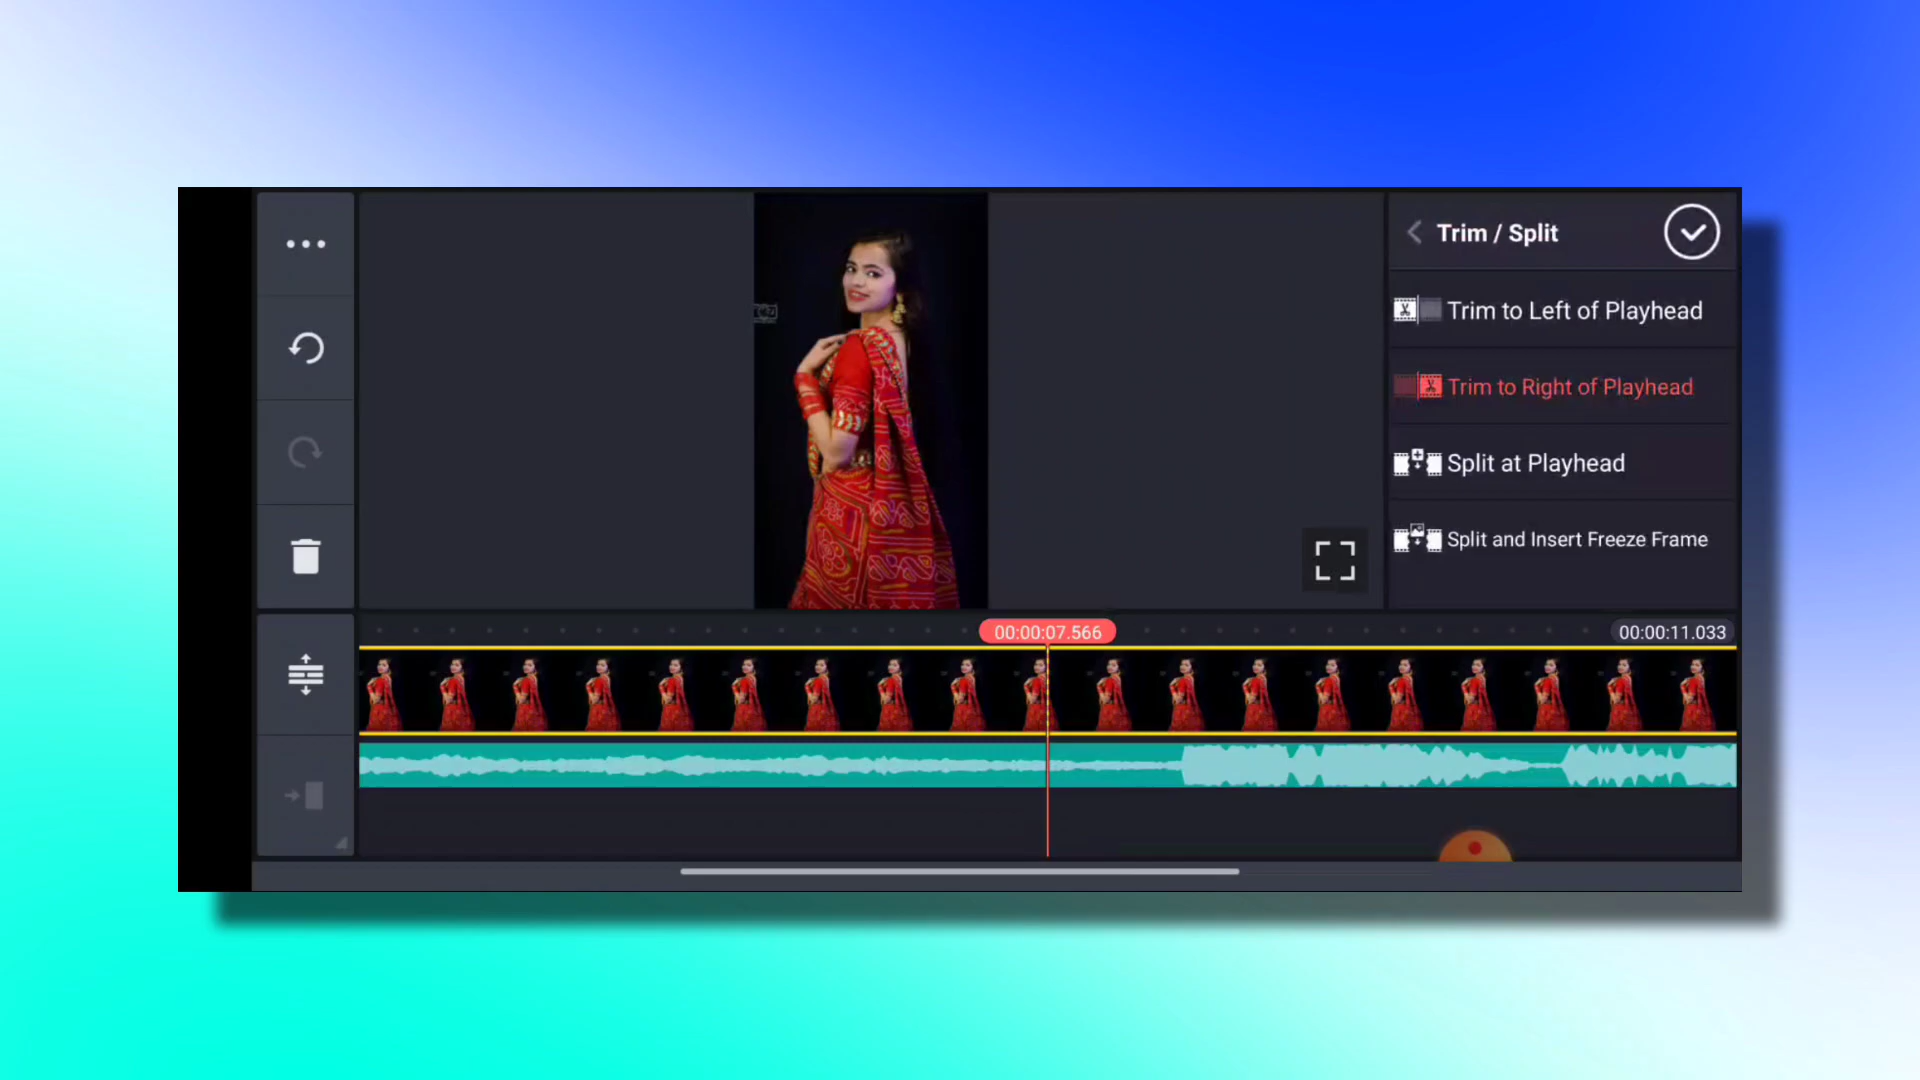 Trim / Split
Trim to Left of Playhead
Trim to Right of Playhead
Split at Playhead
Split and Insert Freeze Frame
00:00:07.566
00:00:11.033